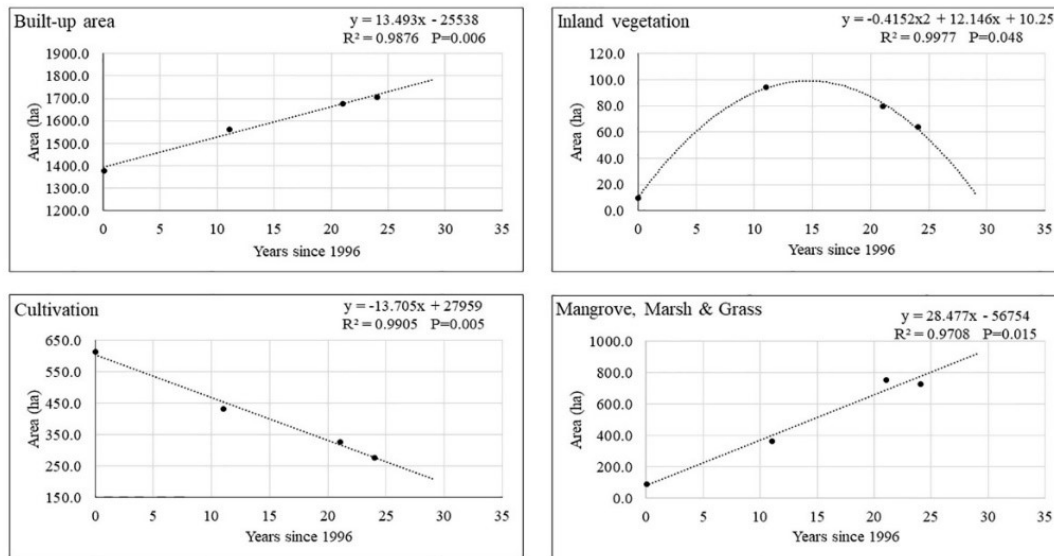 Built-up area
y = 13.493x - 25538
R² = 0.9876 P=0.006
1900.0
1800.0
1700.0
1600.0
1500.0
1400.0
1300.0
1200.0
Area (ha)
0 5 10 15 20 25 30 35
Years since 1996
Inland vegetation
y = -0.4152x2 + 12.146x + 10.25
R² = 0.9977 P=0.048
120.0
100.0
80.0
60.0
40.0
20.0
0.0
Area (ha)
0 5 10 15 20 25 30 35
Years since 1996
Cultivation
y = -13.705x + 27959
R² = 0.9905 P=0.005
650.0
550.0
450.0
350.0
250.0
150.0
Area (ha)
0 5 10 15 20 25 30 35
Years since 1996
Mangrove, Marsh & Grass
y = 28.477x - 56754
R² = 0.9708 P=0.015
1000.0
800.0
600.0
400.0
200.0
0.0
Area (ha)
0 5 10 15 20 25 30 35
Years since 1996